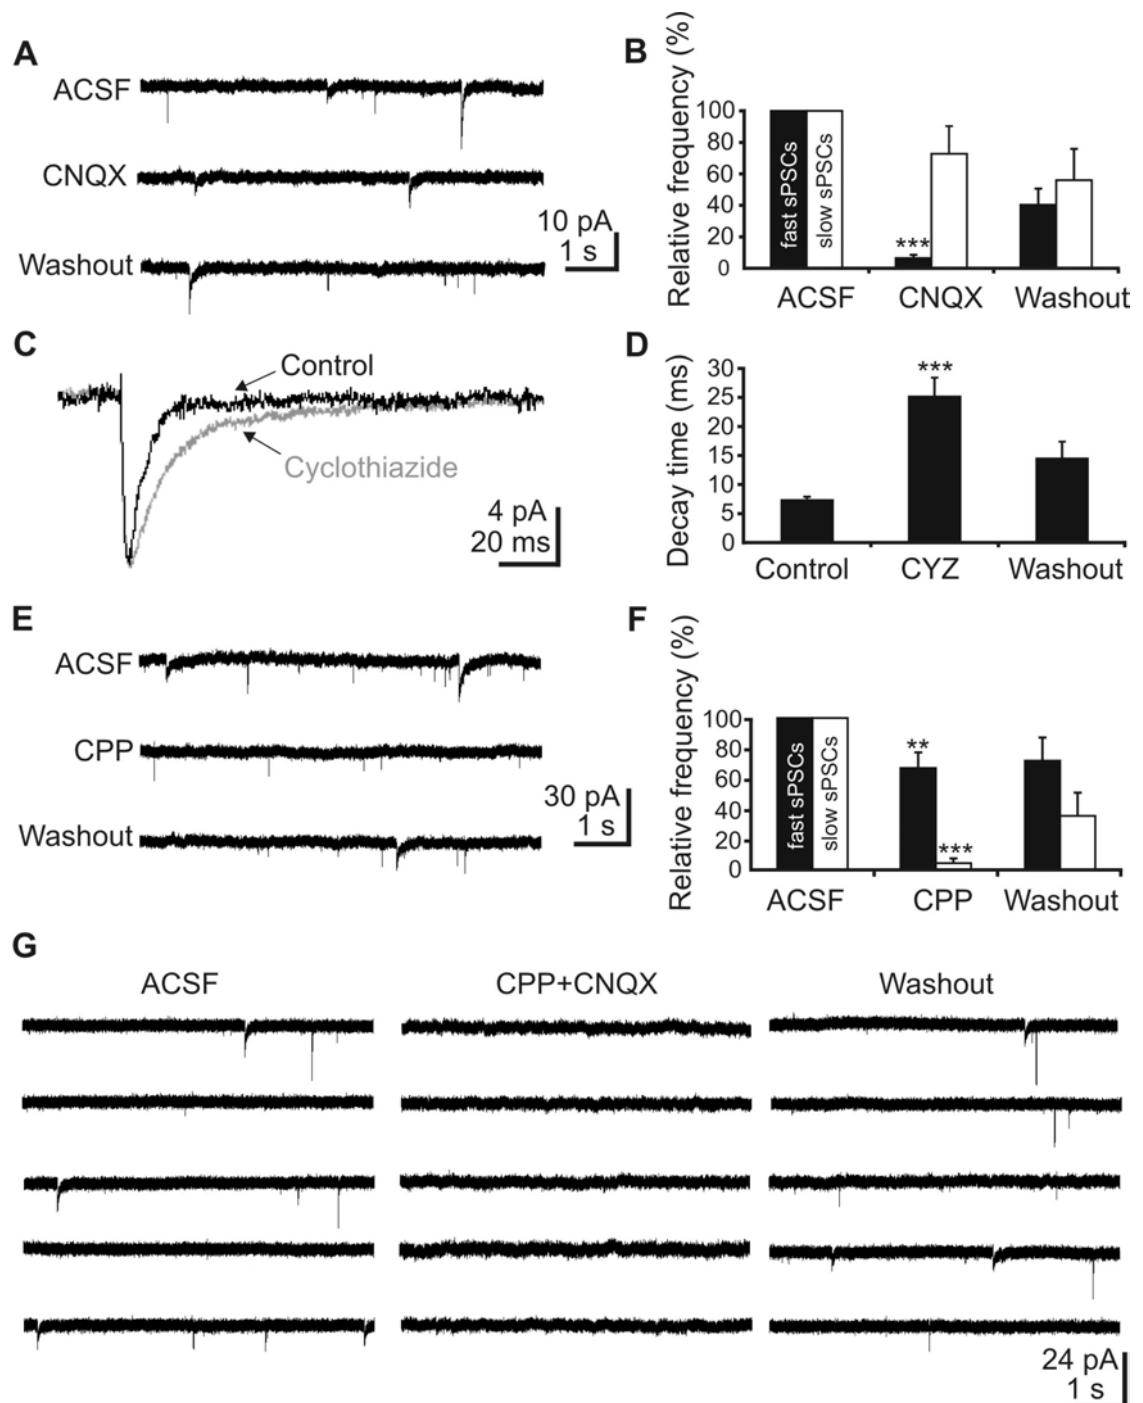 A
ACSF
CNQX
Washout
10 pA
1 s
B
Relative frequency (%)
100
80
60
40
20
0
fast sPSCs
slow sPSCs
***
ACSF
CNQX
Washout
C
Control
Cyclothiazide
4 pA
20 ms
D
Decay time (ms)
30
25
20
15
10
5
0
***
Control
CYZ
Washout
E
ACSF
CPP
Washout
30 pA
1 s
F
Relative frequency (%)
100
80
60
40
20
0
fast sPSCs
slow sPSCs
**
***
ACSF
CPP
Washout
G
ACSF
CPP+CNQX
Washout
24 pA
1 s